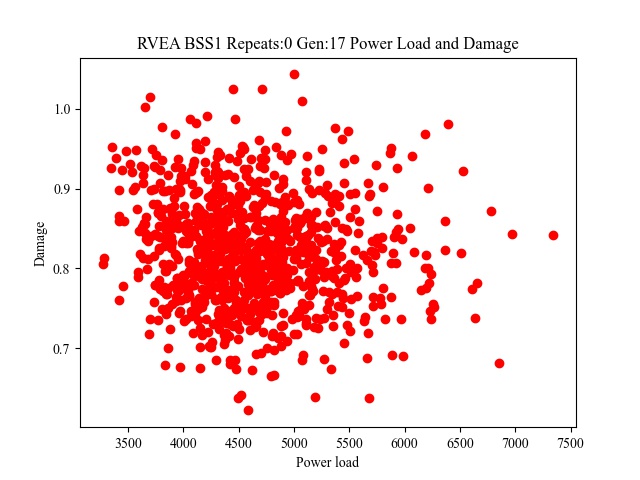 RVEA BSS1 Repeats:0 Gen:17 Power Load and Damage
1.0
0.9
0.8
0.7
Damage
3500 4000 4500 5000 5500 6000 6500 7000 7500
Power load